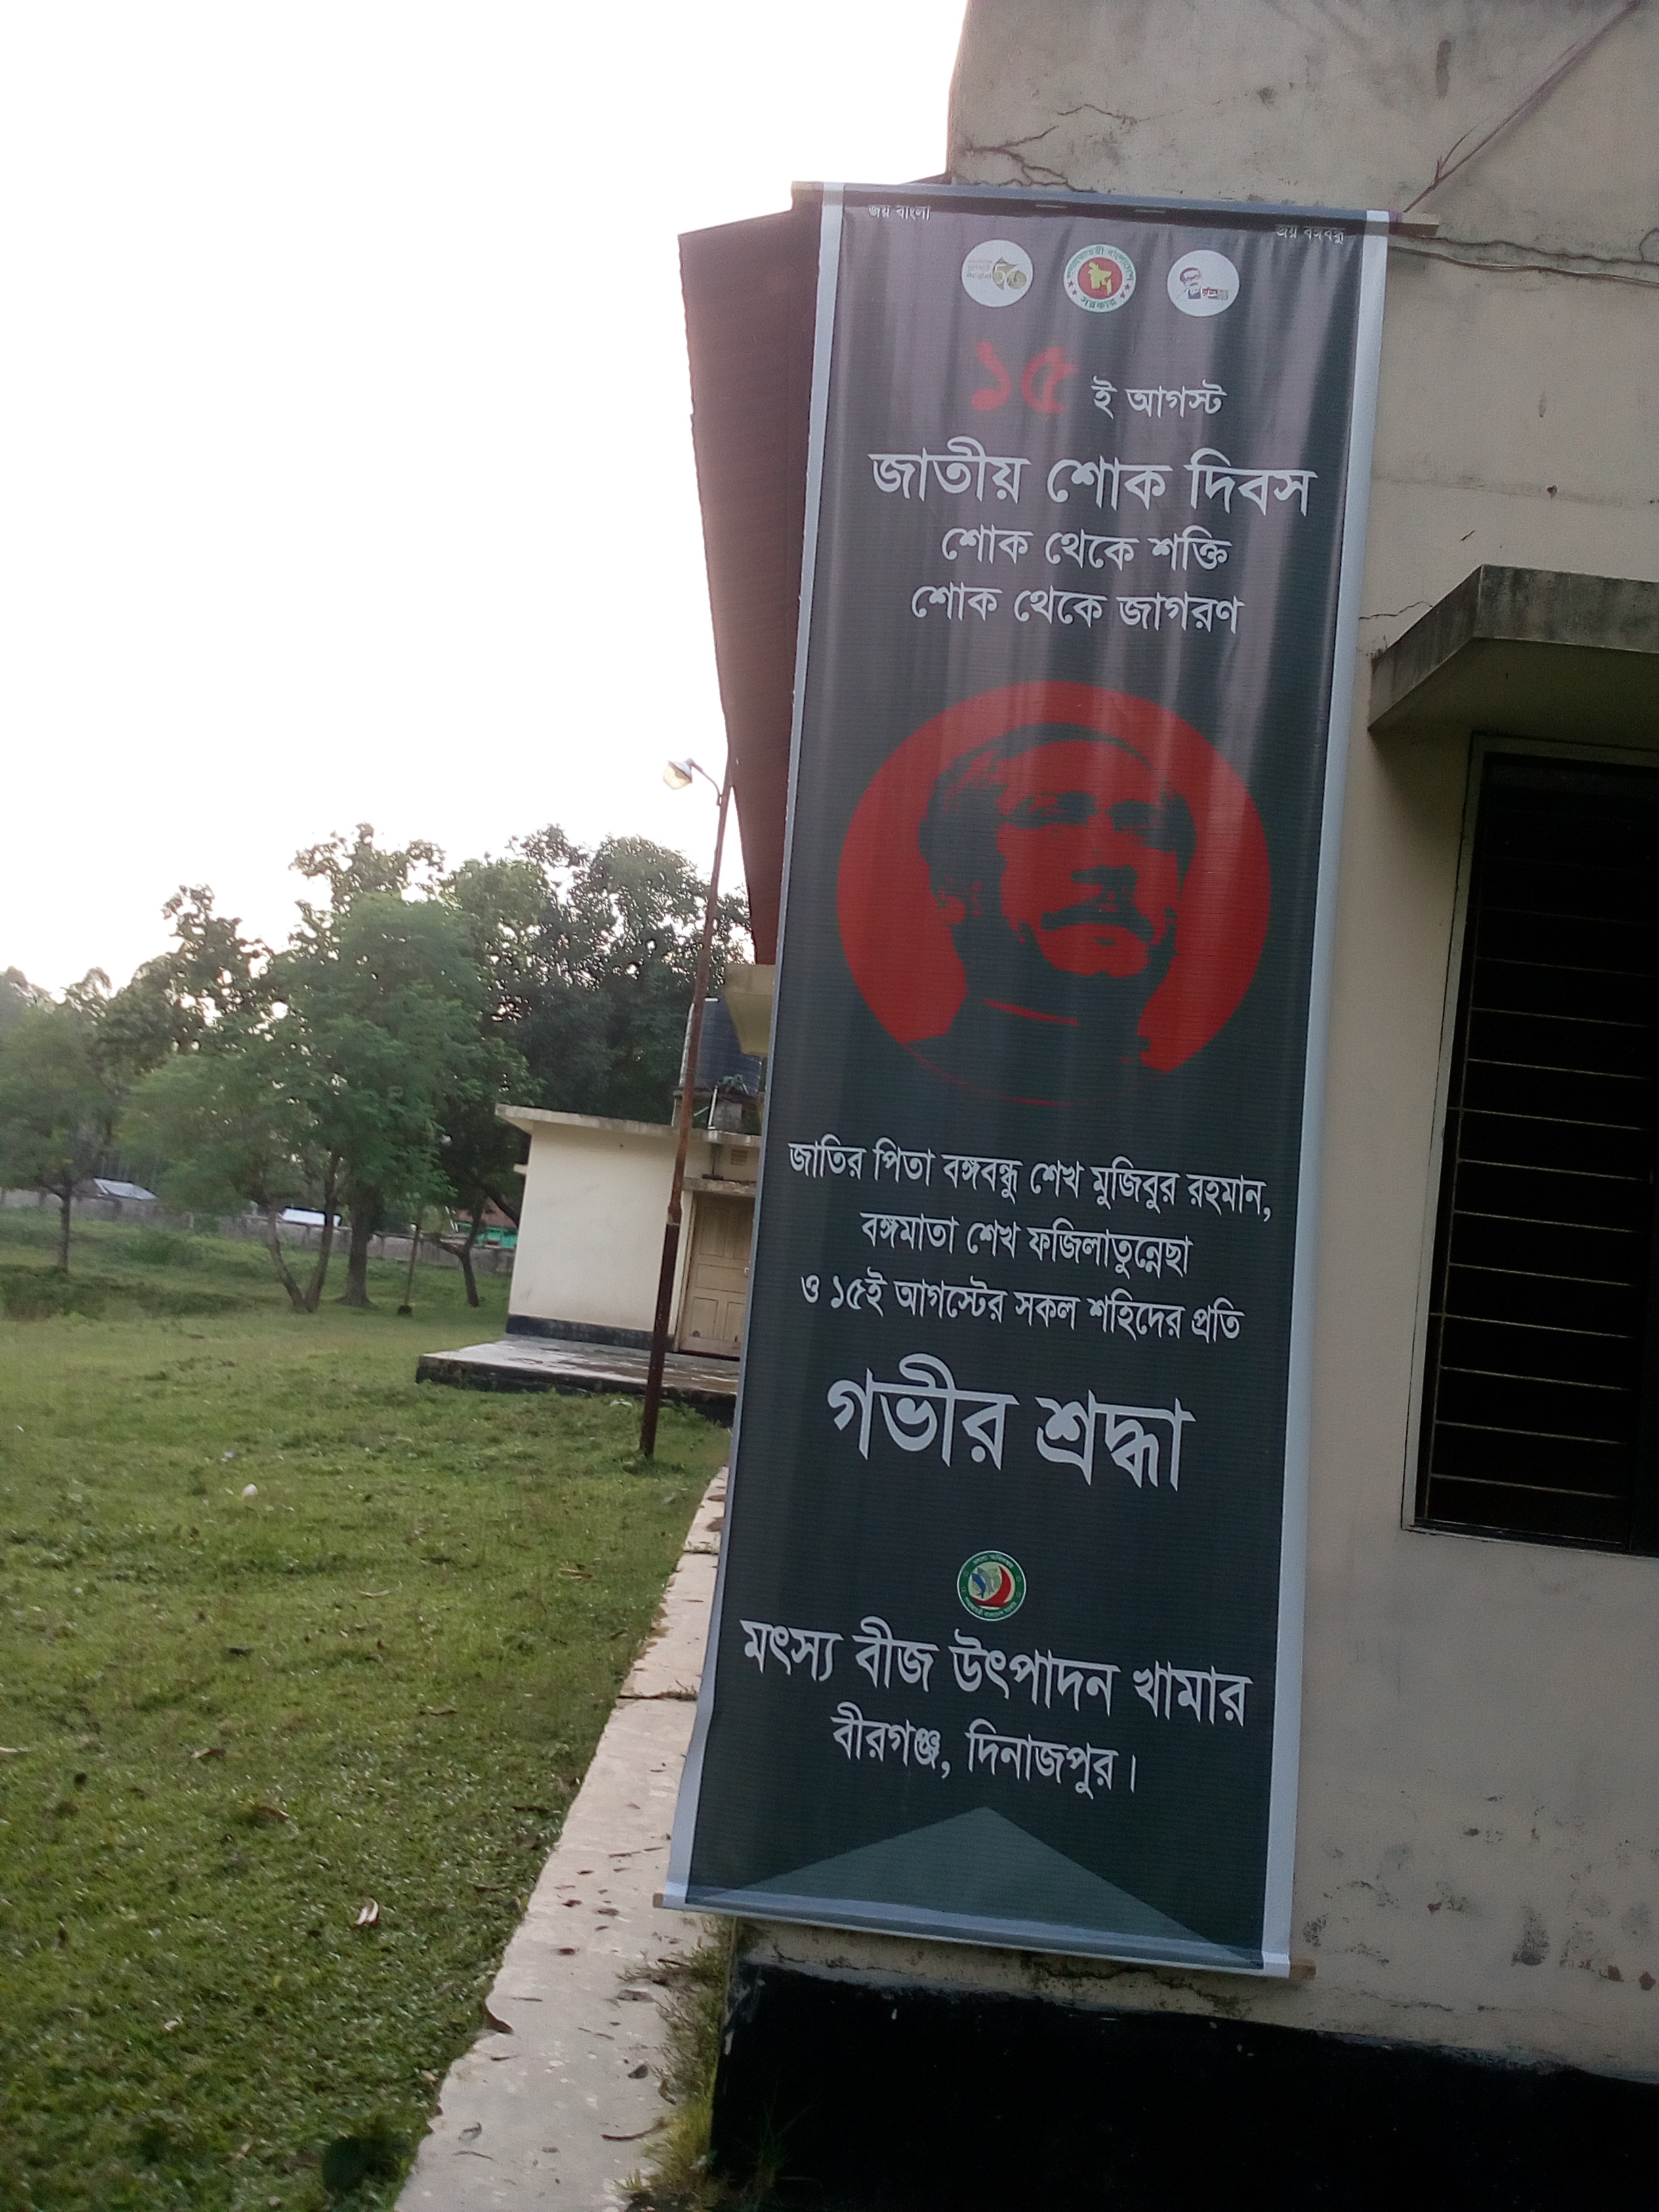 জয় বাংলা
জয় বঙ্গবন্ধু
১৫ ই আগস্ট
জাতীয় শোক দিবস
শোক থেকে শক্তি
শোক থেকে জাগরণ
জাতির পিতা বঙ্গবন্ধু শেখ মুজিবুর রহমান,
বঙ্গমাতা শেখ ফজিলাতুন্নেছা
ও ১৫ই আগস্টের সকল শহিদের প্রতি
গভীর শ্রদ্ধা
মৎস্য বীজ উৎপাদন খামার
বীরগঞ্জ, দিনাজপুর।